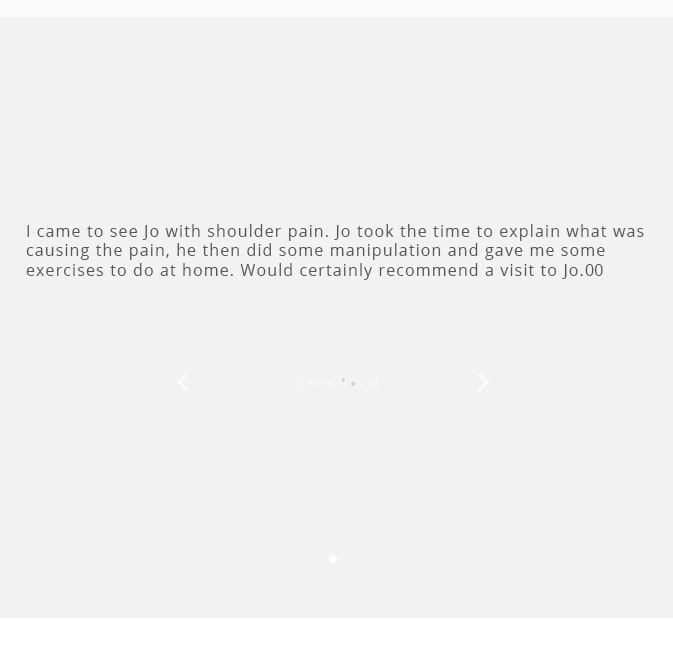 I came to see Jo with shoulder pain. Jo took the time to explain what was
causing the pain, he then did some manipulation and gave me some
exercises to do at home. Would certainly recommend a visit to Jo.00